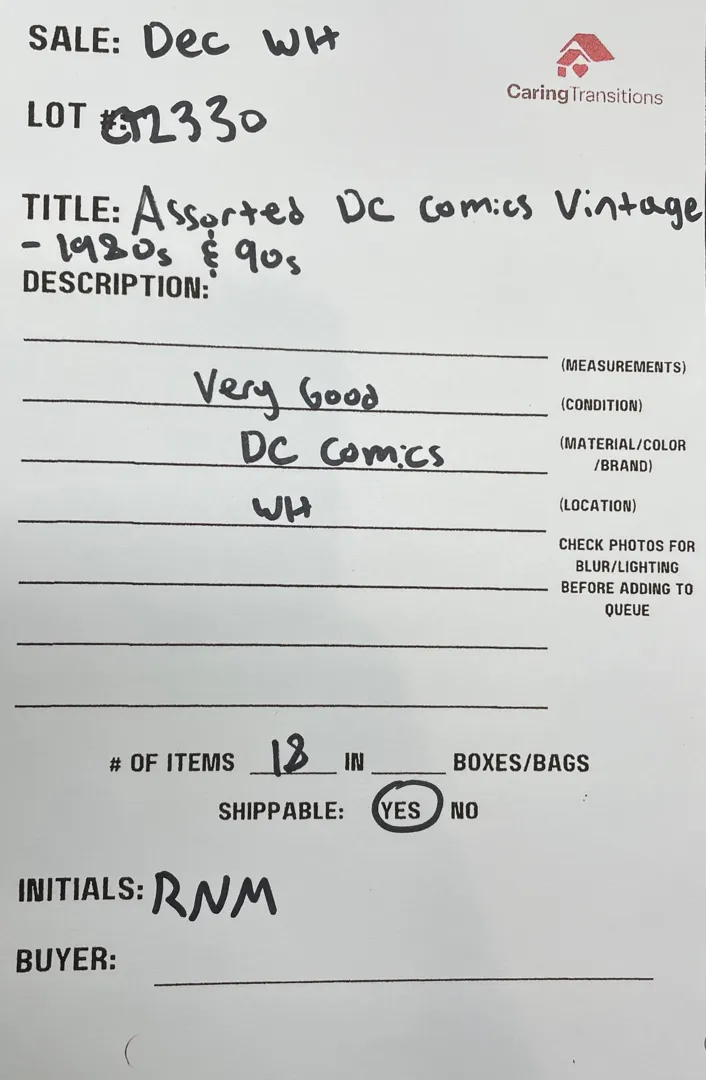 SALE: Dec WH
CaringTransitions
LOT #: 2330
TITLE: Assorted DC Comics Vintage
- 1980s & 90s
DESCRIPTION:
(MEASUREMENTS)
Very Good (CONDITION)
DC Comics (MATERIAL/COLOR
/BRAND)
WH (LOCATION)
CHECK PHOTOS FOR
BLUR/LIGHTING
BEFORE ADDING TO
QUEUE
# OF ITEMS 18 IN ____ BOXES/BAGS
SHIPPABLE: YES NO
INITIALS: RNM
BUYER: